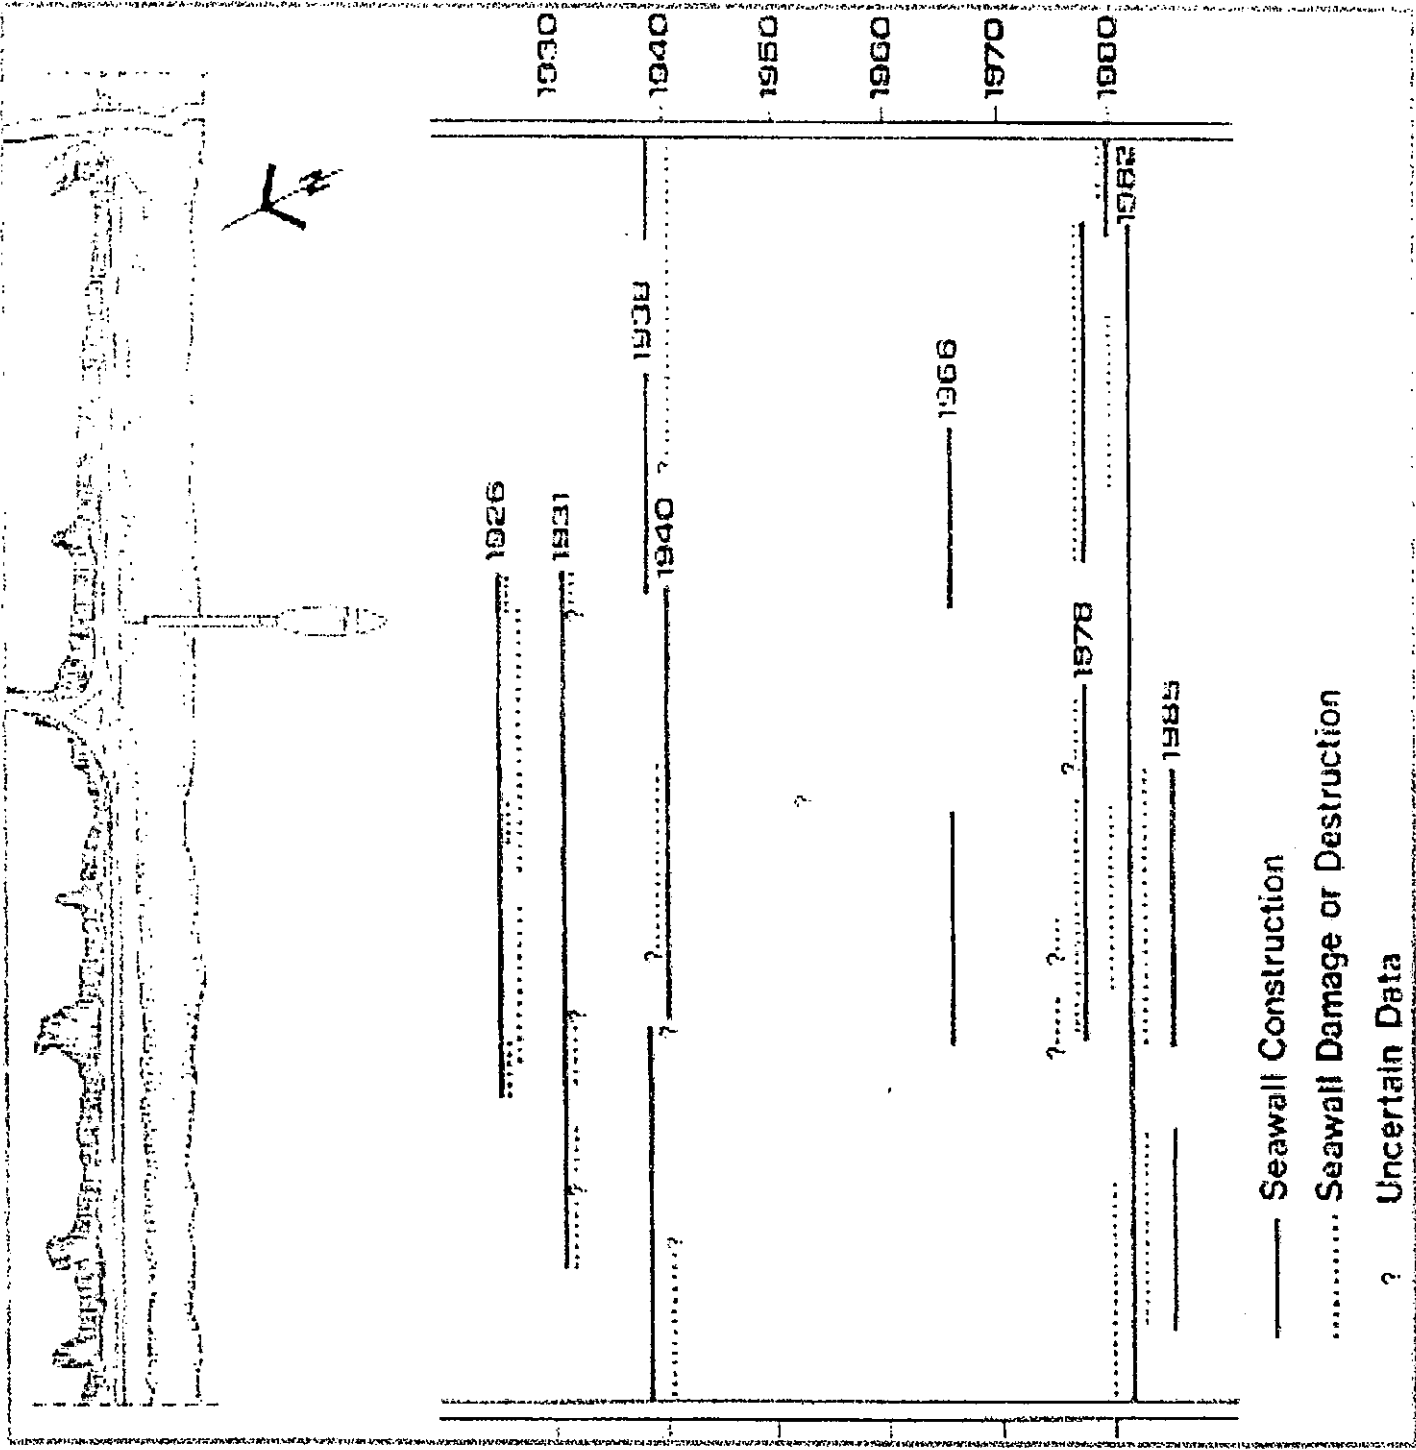 N
1926
1930
1931 ?
? ? ?
1938
? 1940 ? 1940
? ?
1950
?
1960
1966
1970
? ? ?
1978
1980
1982
1985
Seawall Construction
Seawall Damage or Destruction
? Uncertain Data